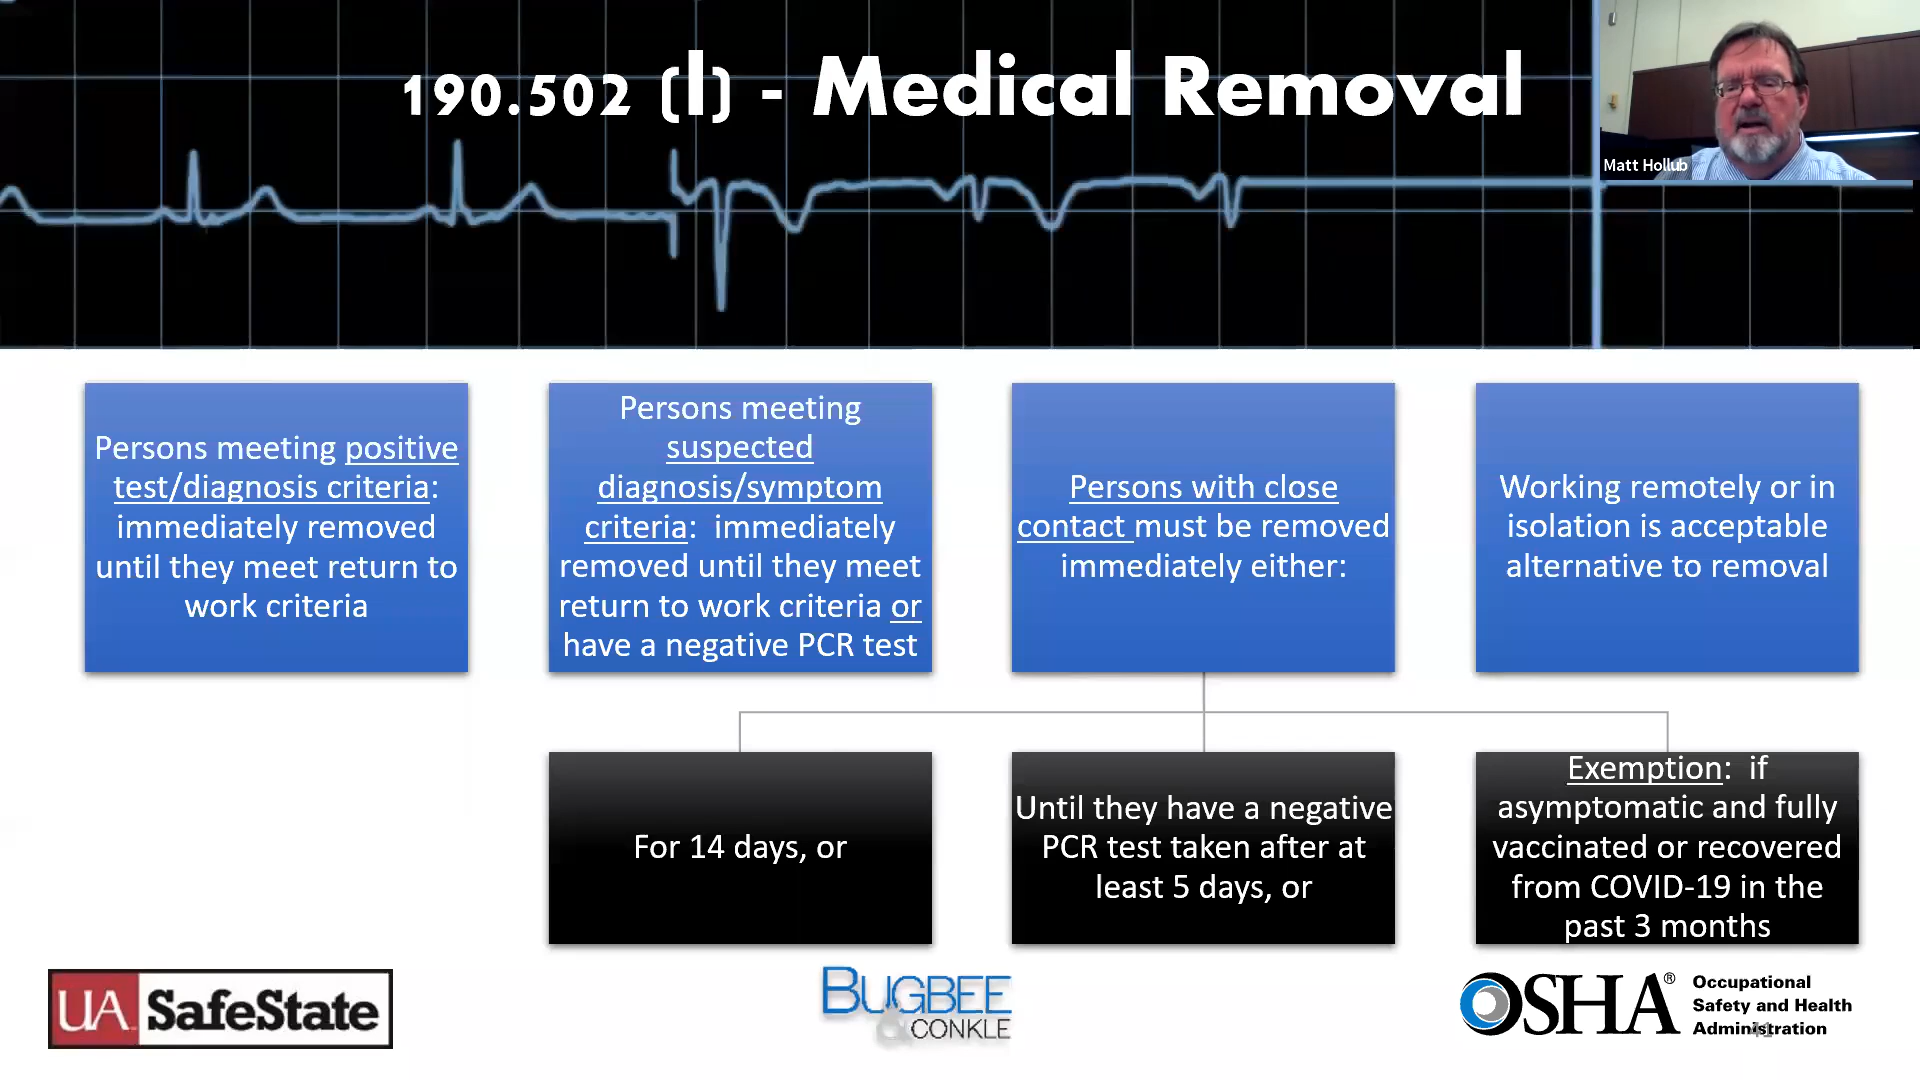 190.502 (l) - Medical Removal
Matt Hollub
Persons meeting positive
test/diagnosis criteria:
immediately removed
until they meet return to
work criteria
Persons meeting
suspected
diagnosis/symptom
criteria:  immediately
removed until they meet
return to work criteria or
have a negative PCR test
Persons with close
contact must be removed
immediately either:
Working remotely or in
isolation is acceptable
alternative to removal
For 14 days, or
Until they have a negative
PCR test taken after at
least 5 days, or
Exemption:  if
asymptomatic and fully
vaccinated or recovered
from COVID-19 in the
past 3 months
UA SafeState
BUGBEE
& CONKLE
OSHA®
Occupational
Safety and Health
Administration
41